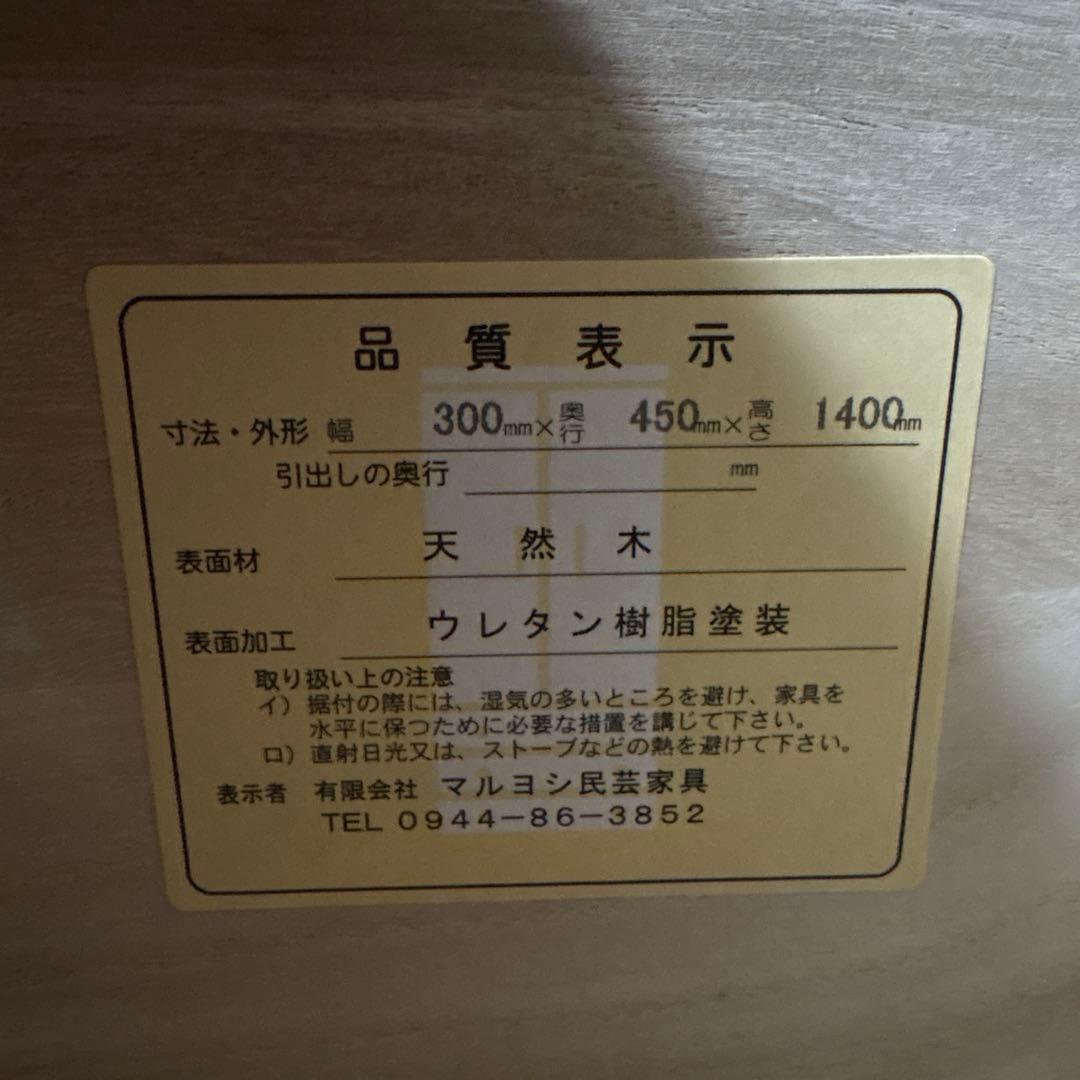 品質表示
寸法・外形 幅 300mm×奥行 450mm×高さ 1400mm
引出しの奥行 mm
表面材 天然木
表面加工 ウレタン樹脂塗装
取り扱い上の注意
イ）据付の際には、湿気の多いところを避け、家具を
水平に保つために必要な措置を講じて下さい。
ロ）直射日光又は、ストーブなどの熱を避けて下さい。
表示者 有限会社 マルヨシ民芸家具
TEL 0944-86-3852